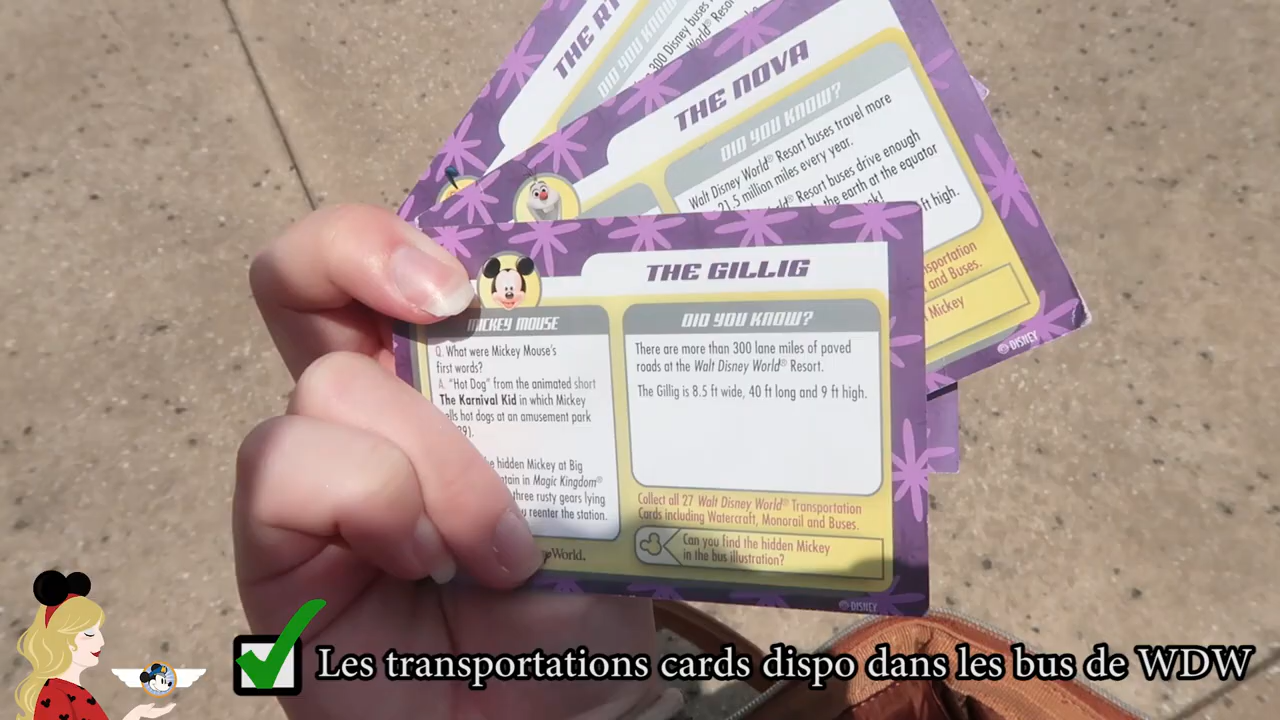 THE
DID YOU KNOW?
300 Disney buses
THE NOVA
DID YOU KNOW?
Walt Disney World® Resort buses travel more
21.5 million miles every year.
Resort buses drive enough
the earth at the equator
ft high.
and Buses.
Mickey
© DISNEY
THE GILLIG
MICKEY MOUSE
Q. What were Mickey Mouse's
first words?
A. "Hot Dog" from the animated short
The Karnival Kid in which Mickey
hot dogs at an amusement park
hidden Mickey at Big
in Magic Kingdom®
three rusty gears lying
reenter the station.
World.
DID YOU KNOW?
There are more than 300 lane miles of paved
roads at the Walt Disney World® Resort.
The Gillig is 8.5 ft wide, 40 ft long and 9 ft high.
Collect all 27 Walt Disney World® Transportation
Cards including Watercraft, Monorail and Buses.
Can you find the hidden Mickey
in the bus illustration?
© DISNEY
Les transportations cards dispo dans les bus de WDW